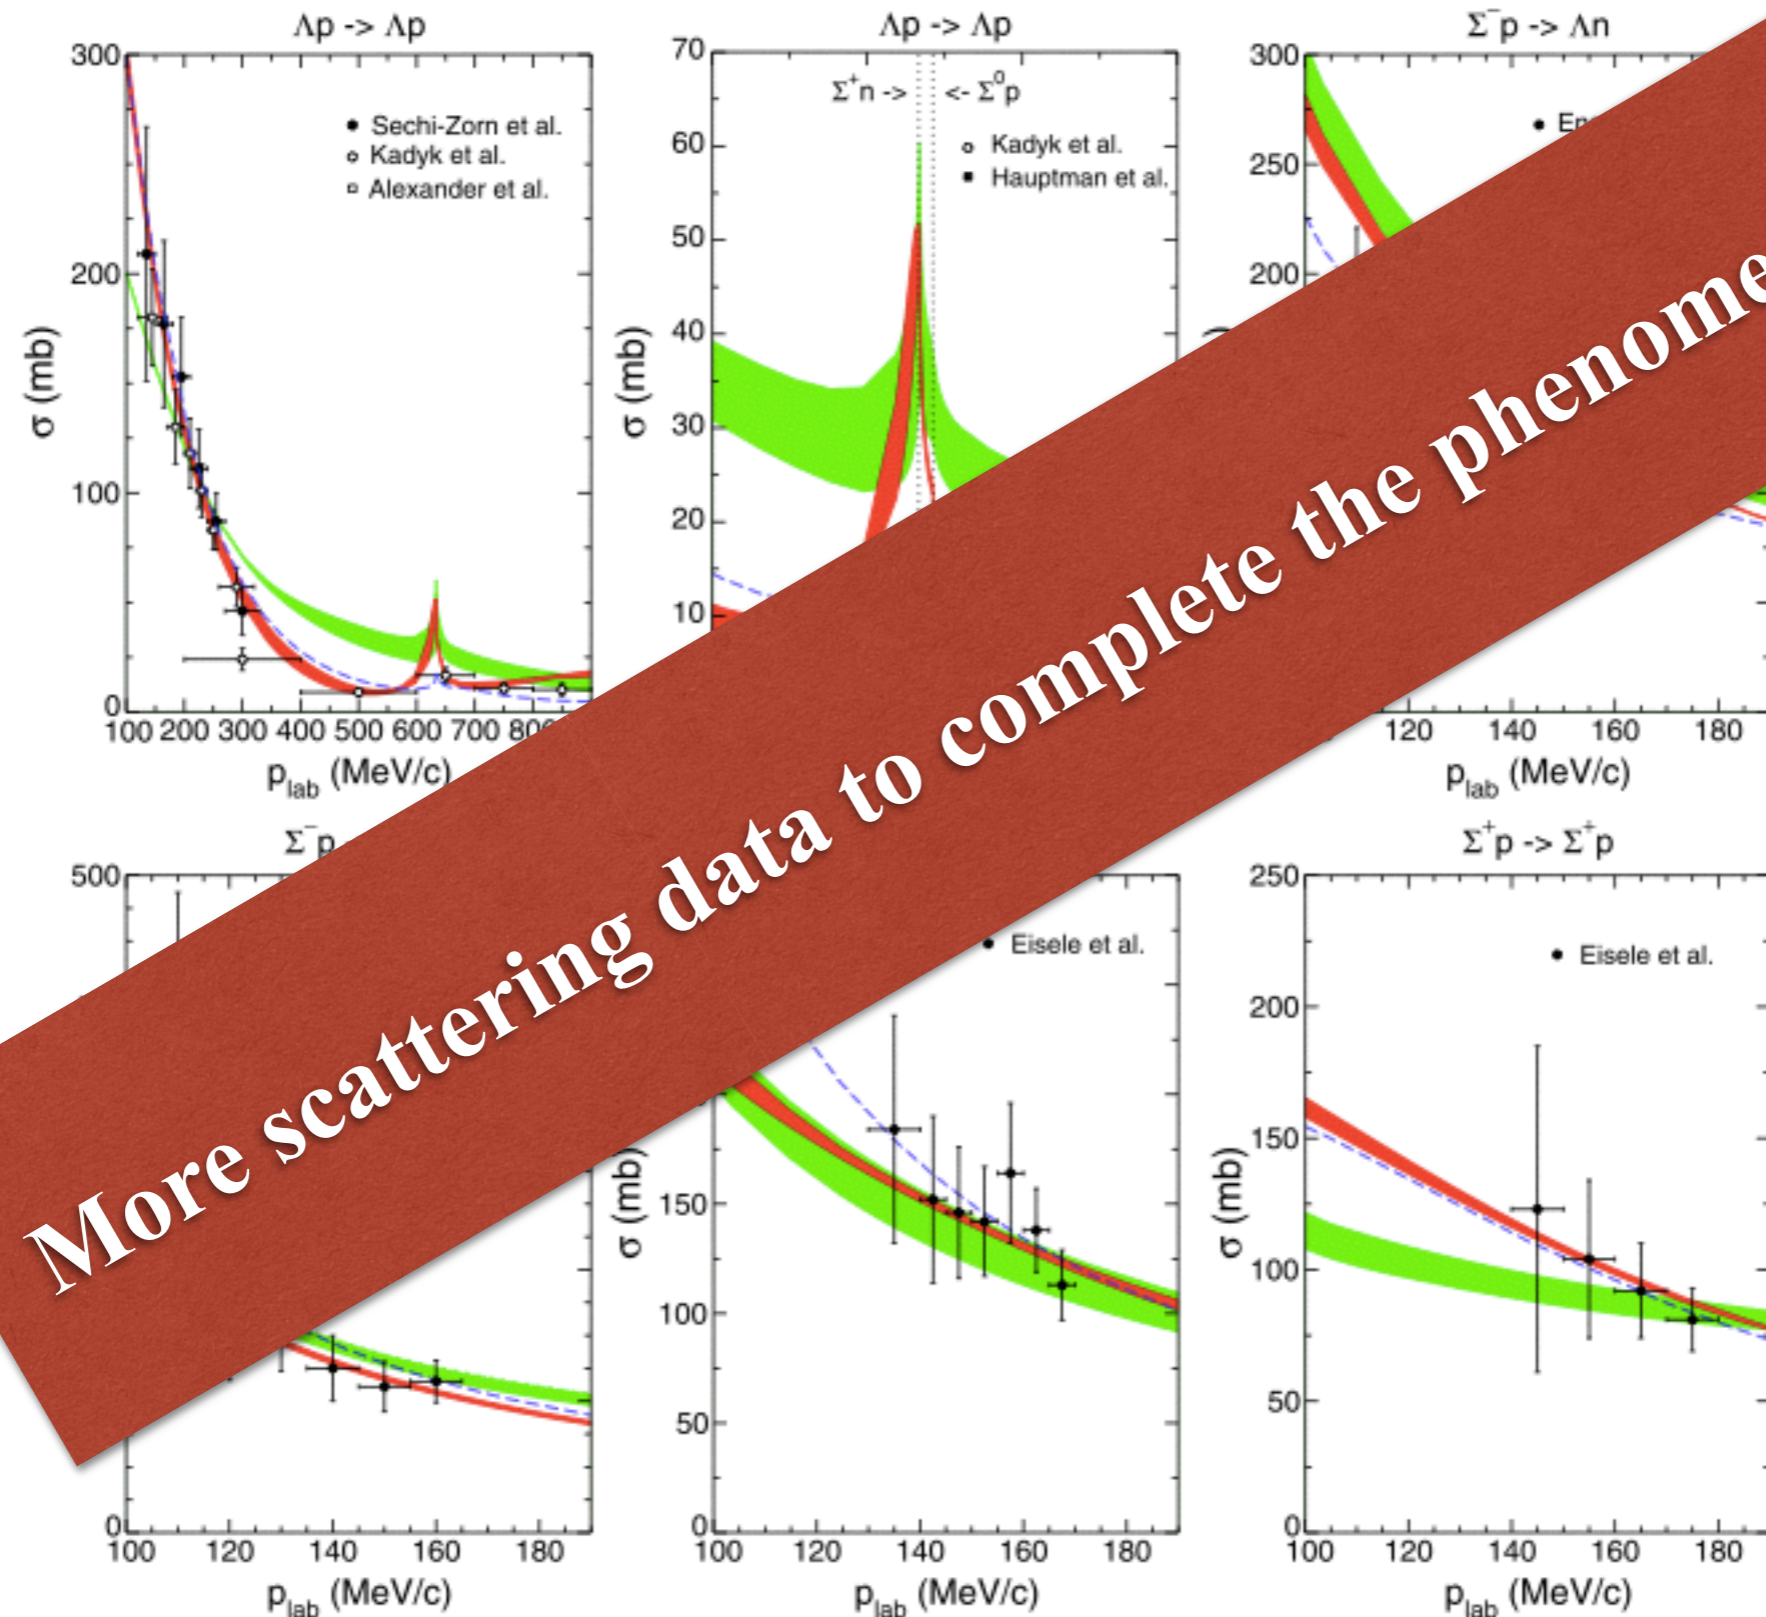 Λp -> Λp
300
200
100
0
σ (mb)
Sechi-Zorn et al.
Kadyk et al.
Alexander et al.
100 200 300 400 500 600 700
p_lab (MeV/c)
Λp -> Λp
70
60
50
40
30
20
10
σ (mb)
Σ⁺n -> <- Σ⁰p
Kadyk et al.
Hauptman et al.
Σ⁻p -> Λn
300
250
200
120 140 160 180
p_lab (MeV/c)
More scattering data to complete the
Σ⁻p
500
0
100 120 140 160 180
p_lab (MeV/c)
Eisele et al.
150
100
50
0
σ (mb)
100 120 140 160 180
p_lab (MeV/c)
Σ⁺p -> Σ⁺p
250
200
150
100
50
0
σ (mb)
Eisele et al.
100 120 140 160 180
p_lab (MeV/c)